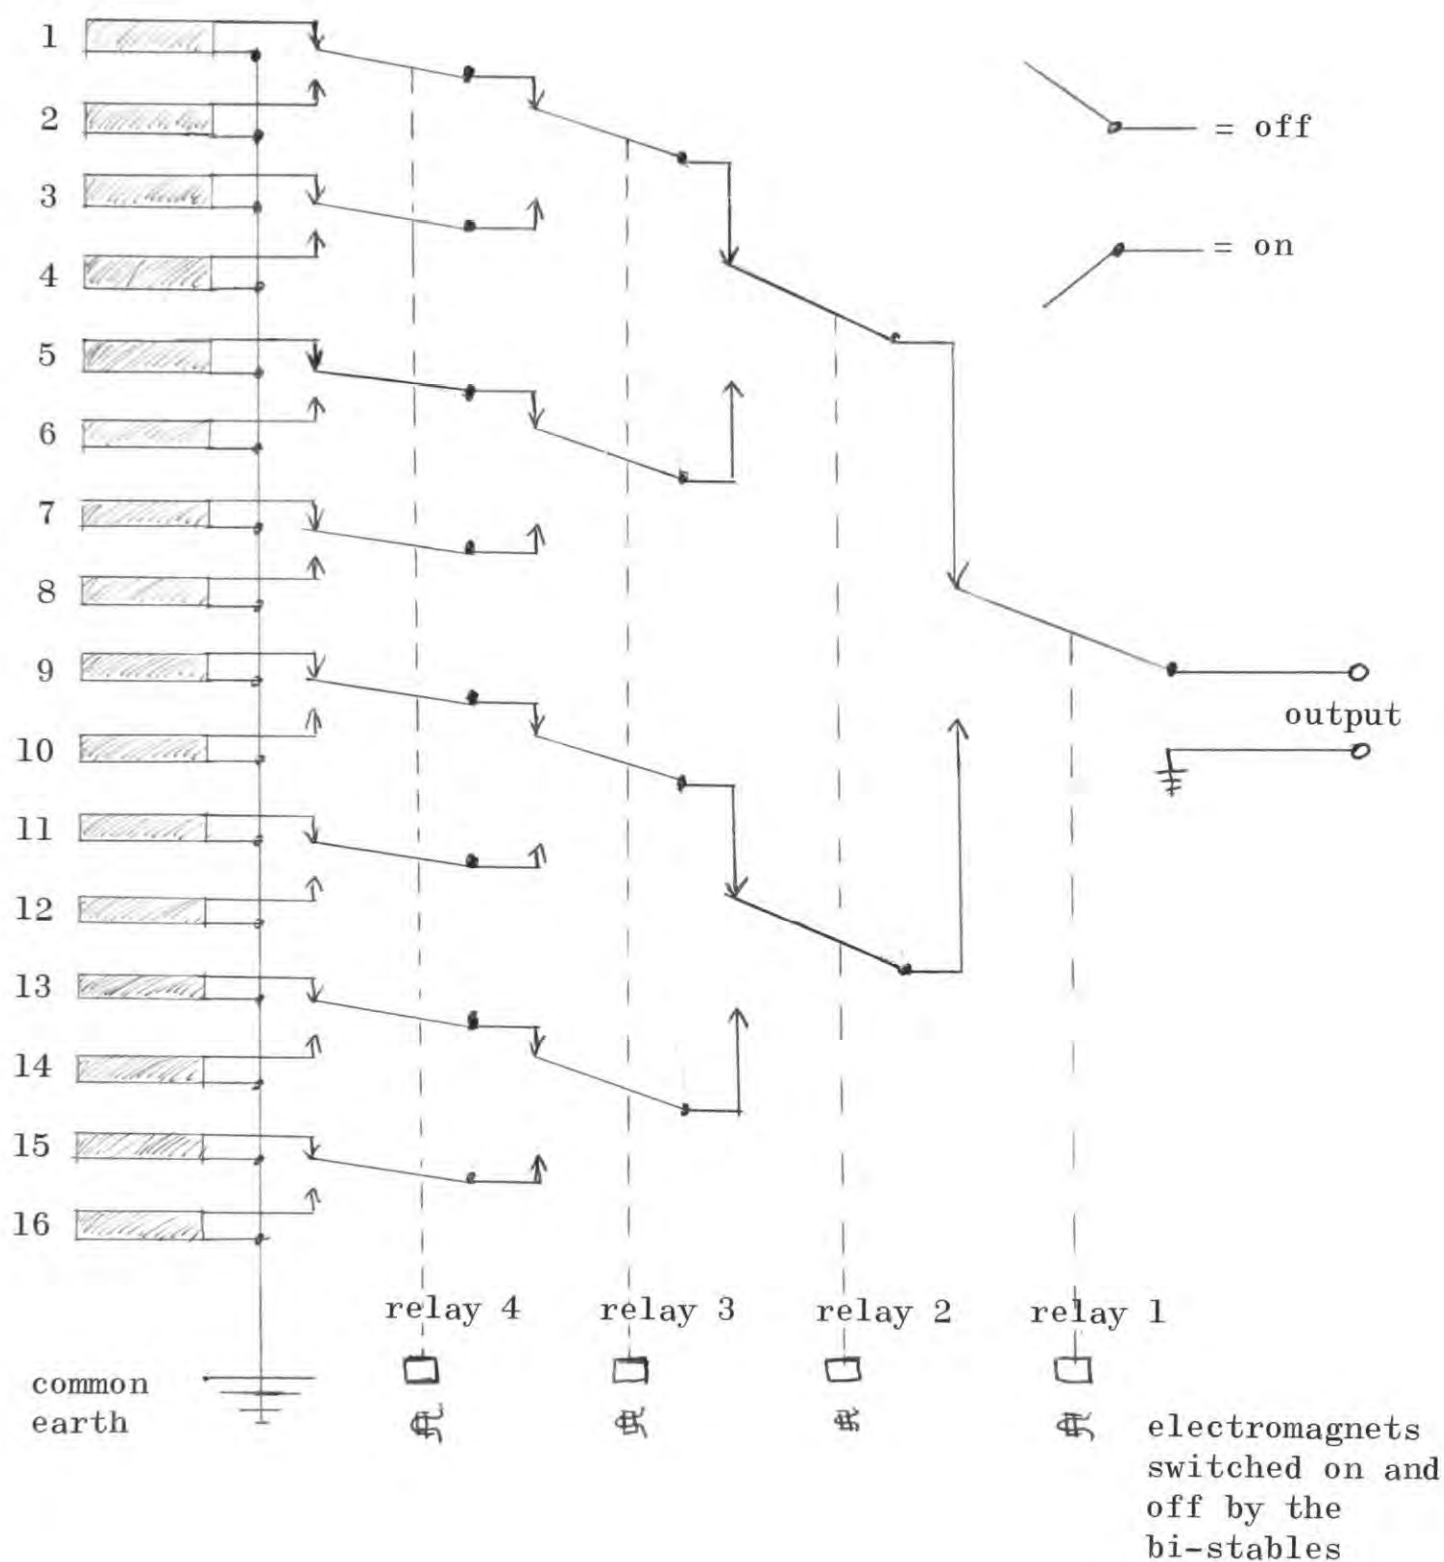 1
2
3
4
5
6
7
8
9
10
11
12
13
14
15
16
= off
= on
output
relay 4 relay 3 relay 2 relay 1
common
earth
electromagnets
switched on and
off by the
bi-stables